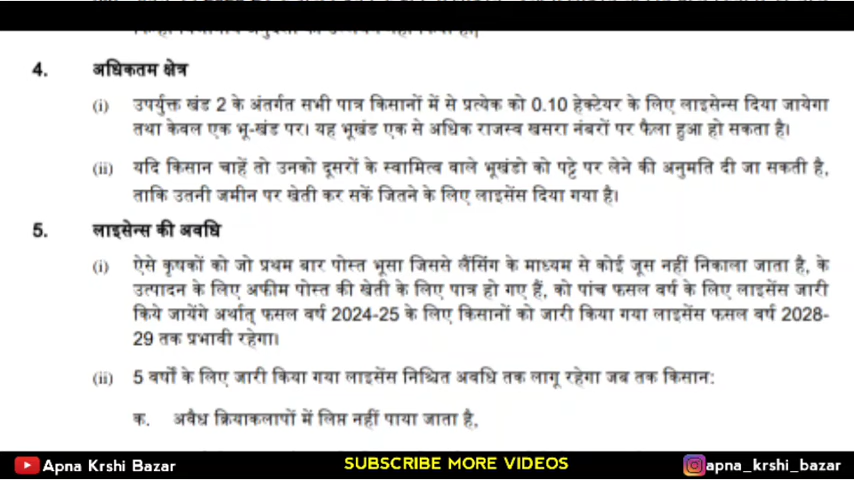 4. अधिकतम क्षेत्र
(i) उपर्युक्त खंड 2 के अंतर्गत सभी पात्र किसानों में से प्रत्येक को 0.10 हेक्टेयर के लिए लाइसेन्स दिया जायेगा
तथा केवल एक भू-खंड पर। यह भूखंड एक से अधिक राजस्व खसरा नंबरों पर फैला हुआ हो सकता है।
(ii) यदि किसान चाहें तो उनको दूसरों के स्वामित्व वाले भूखंडो को पट्टे पर लेने की अनुमति दी जा सकती है,
ताकि उतनी जमीन पर खेती कर सकें जितने के लिए लाइसेंस दिया गया है।
5. लाइसेन्स की अवधि
(i) ऐसे कृषकों को जो प्रथम बार पोस्त भूसा जिससे लैंसिंग के माध्यम से कोई जूस नहीं निकाला जाता है, के
उत्पादन के लिए अफीम पोस्त की खेती के लिए पात्र हो गए हैं, को पांच फसल वर्ष के लिए लाइसेंस जारी
किये जायेंगे अर्थात् फसल वर्ष 2024-25 के लिए किसानों को जारी किया गया लाइसेंस फसल वर्ष 2028-
29 तक प्रभावी रहेगा।
(ii) 5 वर्षों के लिए जारी किया गया लाइसेंस निश्चित अवधि तक लागू रहेगा जब तक किसान:
क. अवैध क्रियाकलापों में लिप्त नहीं पाया जाता है,
Apna Krshi Bazar
SUBSCRIBE MORE VIDEOS
apna_krshi_bazar